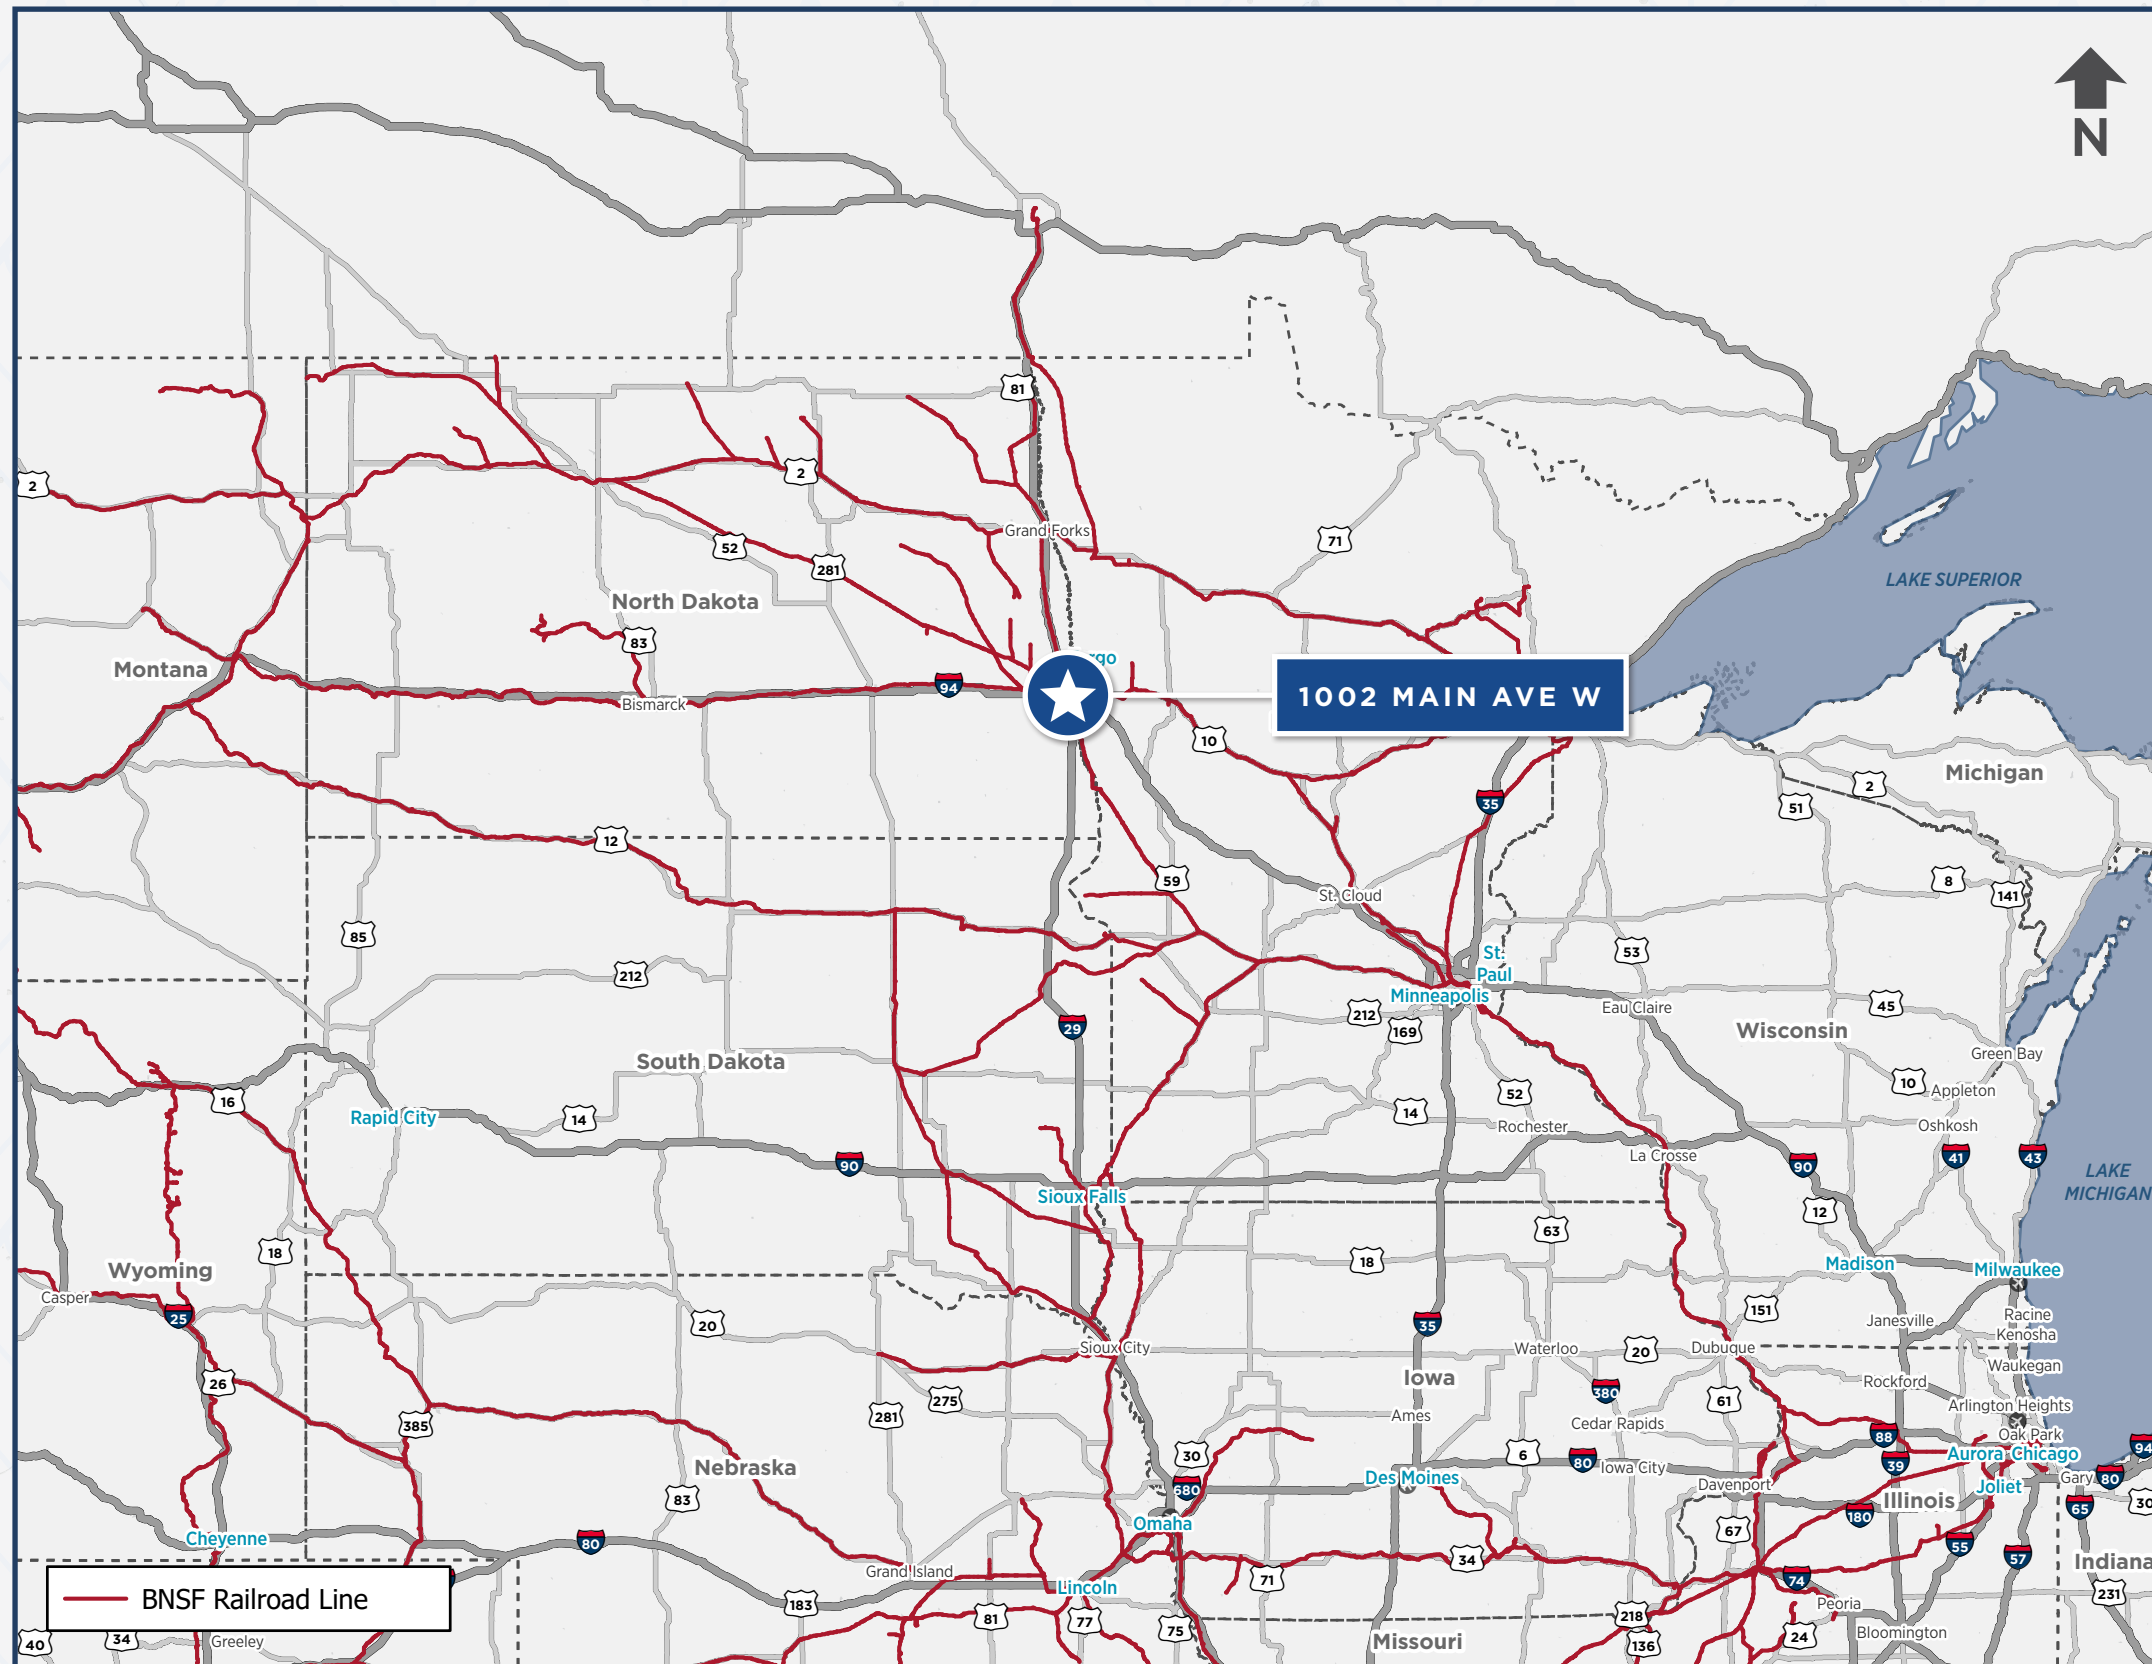 N
81
2
2
Grand Forks
52
71
281
LAKE SUPERIOR
North Dakota
83
rgo
Montana
94
Bismarck
1002 MAIN AVE W
10
Michigan
2
35
51
12
59
8
141
St. Cloud
85
53
St.
Paul
212
Minneapolis
45
Eau Claire
212
169
29
Wisconsin
Green Bay
South Dakota
10
Appleton
16
52
Rapid City
14
14
Rochester
Oshkosh
La Crosse
41
43
90
90
LAKE
MICHIGAN
Sioux Falls
12
63
18
18
Madison
Milwaukee
Wyoming
Casper
25
20
151
Racine
Janesville
35
Kenosha
Sioux City
Waterloo
20
Dubuque
Waukegan
Iowa
26
380
Rockford
275
61
Arlington Heights
281
Ames
385
Cedar Rapids
Oak Park
88
30
94
6
Aurora
Chicago
80
39
Nebraska
Iowa City
Des Moines
Gary
80
680
Davenport
Joliet
83
Illinois
65
30
180
Omaha
67
Cheyenne
80
55
57
34
Indiana
Grand Island
74
71
Lincoln
231
BNSF Railroad Line
183
Peoria
81
77
218
75
Bloomington
40
34
Greeley
Missouri
136
24